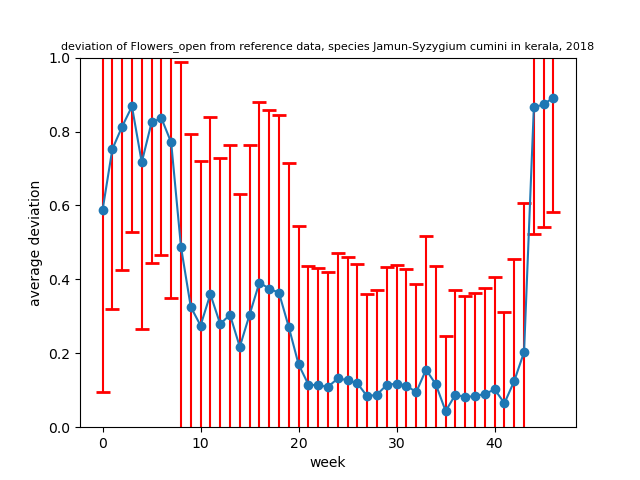 deviation of Flowers_open from reference data, species Jamun-Syzygium cumini in kerala, 2018
1.0
0.8
0.6
0.4
0.2
0.0
average deviation
0 10 20 30 40
week